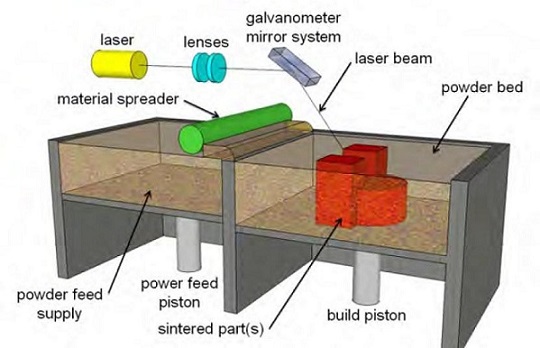 galvanometer
mirror system
laser
lenses
laser beam
powder bed
material spreader
powder feed
supply
power feed
piston
sintered part(s)
build piston